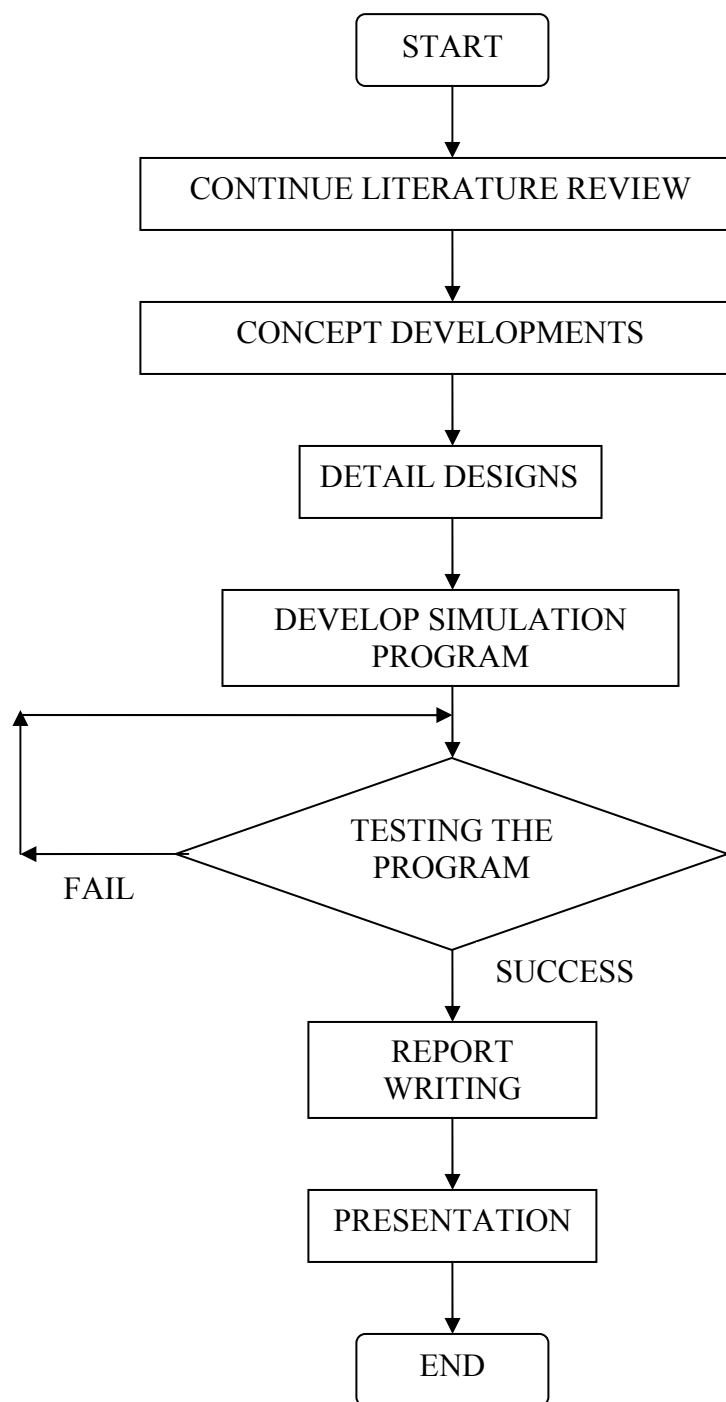 START
CONTINUE LITERATURE REVIEW
CONCEPT DEVELOPMENTS
DETAIL DESIGNS
DEVELOP SIMULATION
PROGRAM
TESTING THE
PROGRAM
FAIL
SUCCESS
REPORT
WRITING
PRESENTATION
END